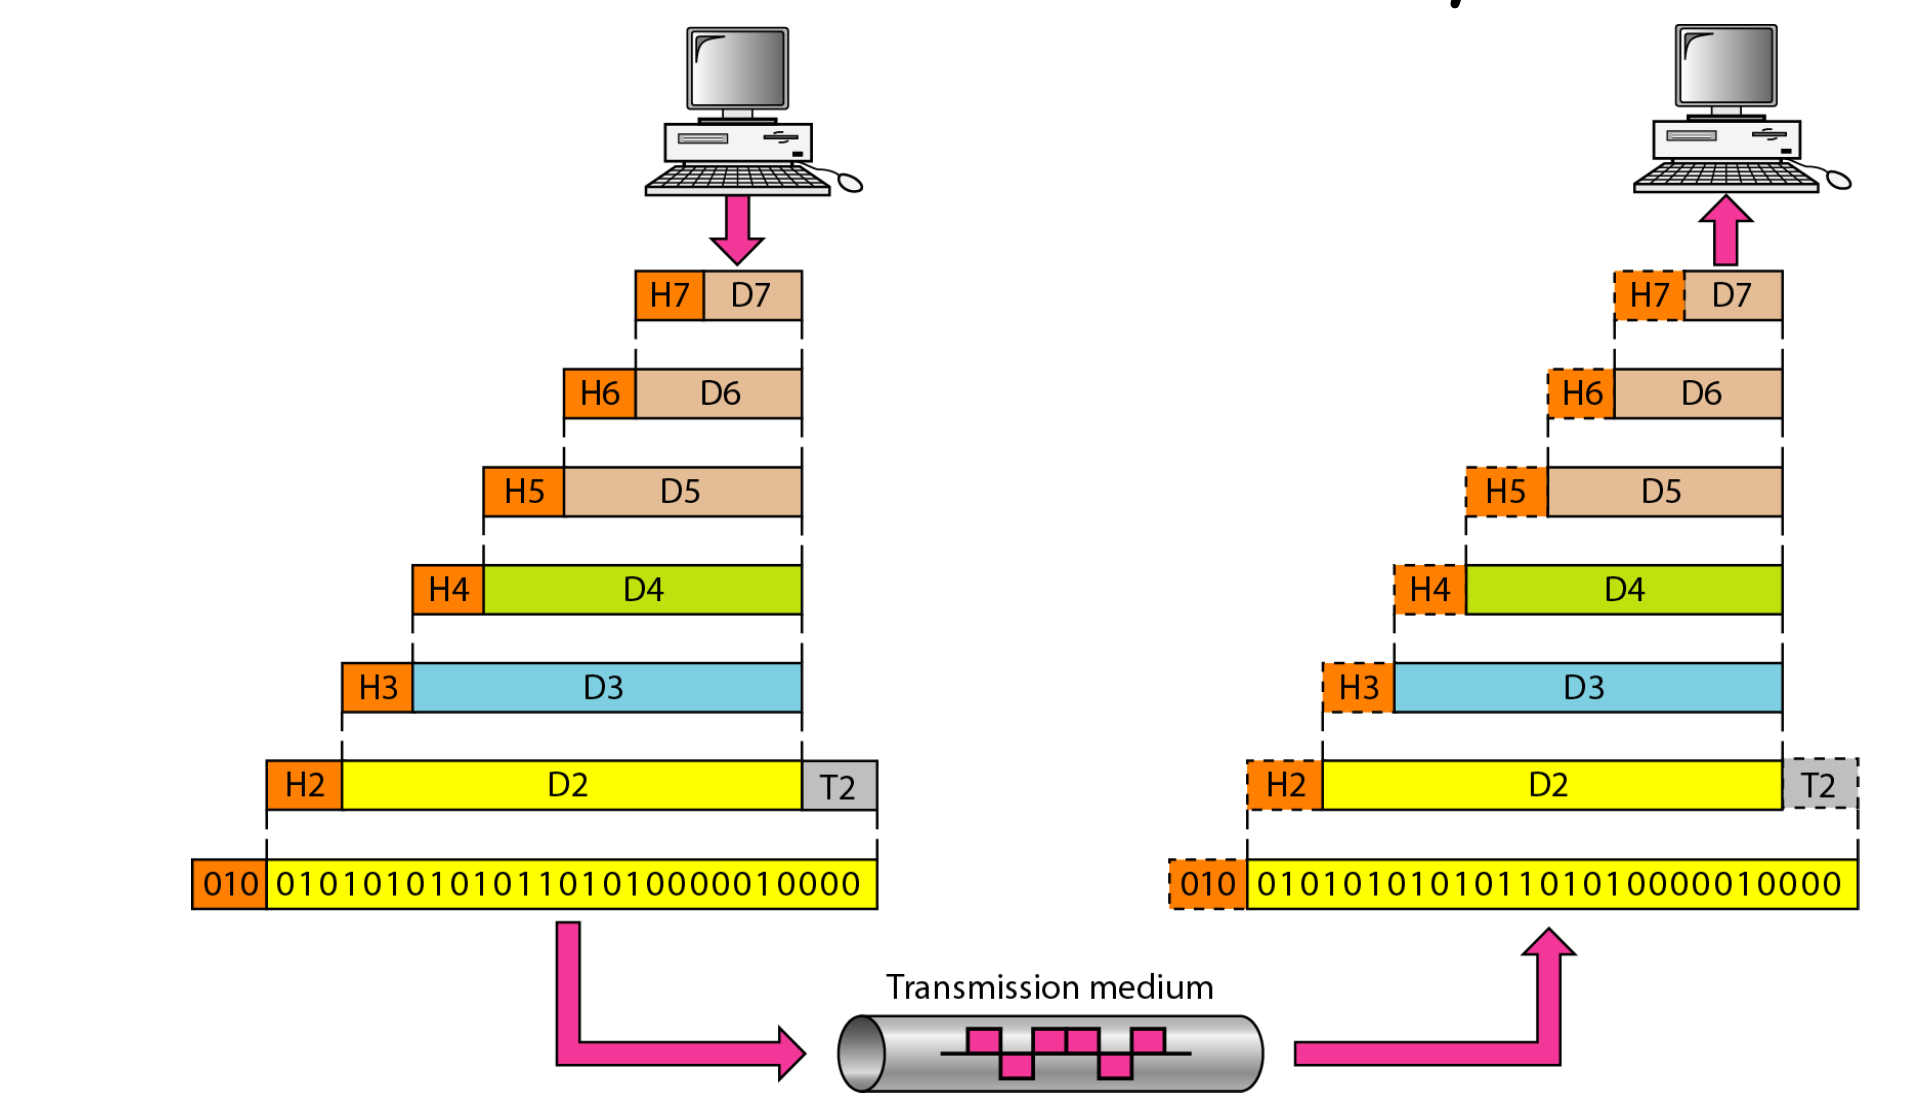 H7 D7 H7 D7
H6 D6 H6 D6
H5 D5 H5 D5
H4 D4 H4 D4
H3 D3 H3 D3
H2 D2 T2 H2 D2 T2
010 010101010101101010000010000 010 010101010101101010000010000
Transmission medium